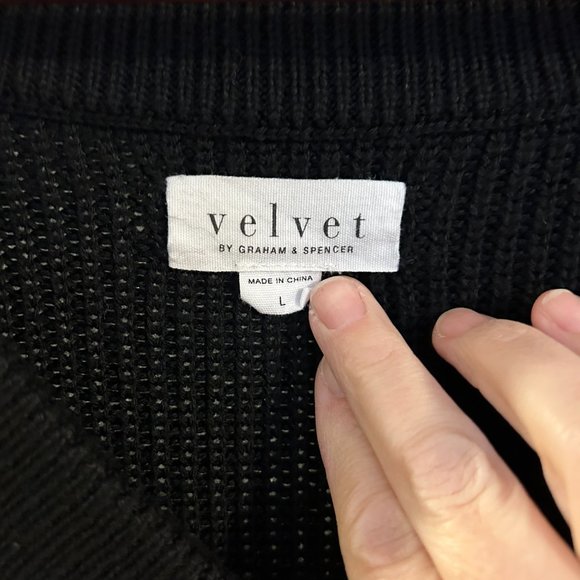 velvet
BY GRAHAM & SPENCER
MADE IN CHINA
L